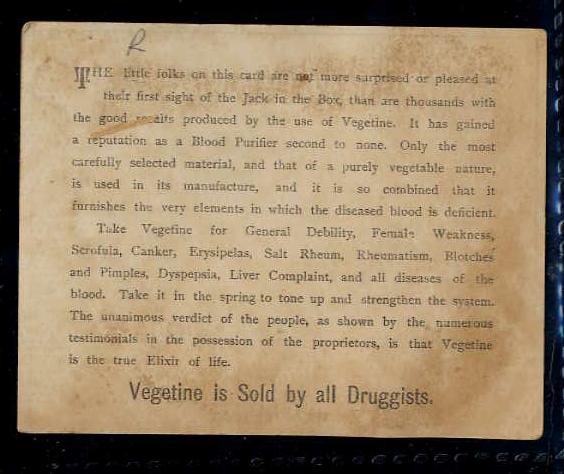 R
THE little folks on this card are not more surprised or pleased at
their first sight of the Jack in the Box, than are thousands with
the good results produced by the use of Vegetine. It has gained
a reputation as a Blood Purifier second to none. Only the most
carefully selected material, and that of a purely vegetable nature,
is used in its manufacture, and it is so combined that it
furnishes the very elements in which the diseased blood is deficient.
Take Vegetine for General Debility, Female Weakness,
Scrofula, Canker, Erysipelas, Salt Rheum, Rheumatism, Blotches
and Pimples, Dyspepsia, Liver Complaint, and all diseases of the
blood. Take it in the spring to tone up and strengthen the system.
The unanimous verdict of the people, as shown by the numerous
testimonials in the possession of the proprietors, is that Vegetine
is the true Elixir of life.
Vegetine is Sold by all Druggists.